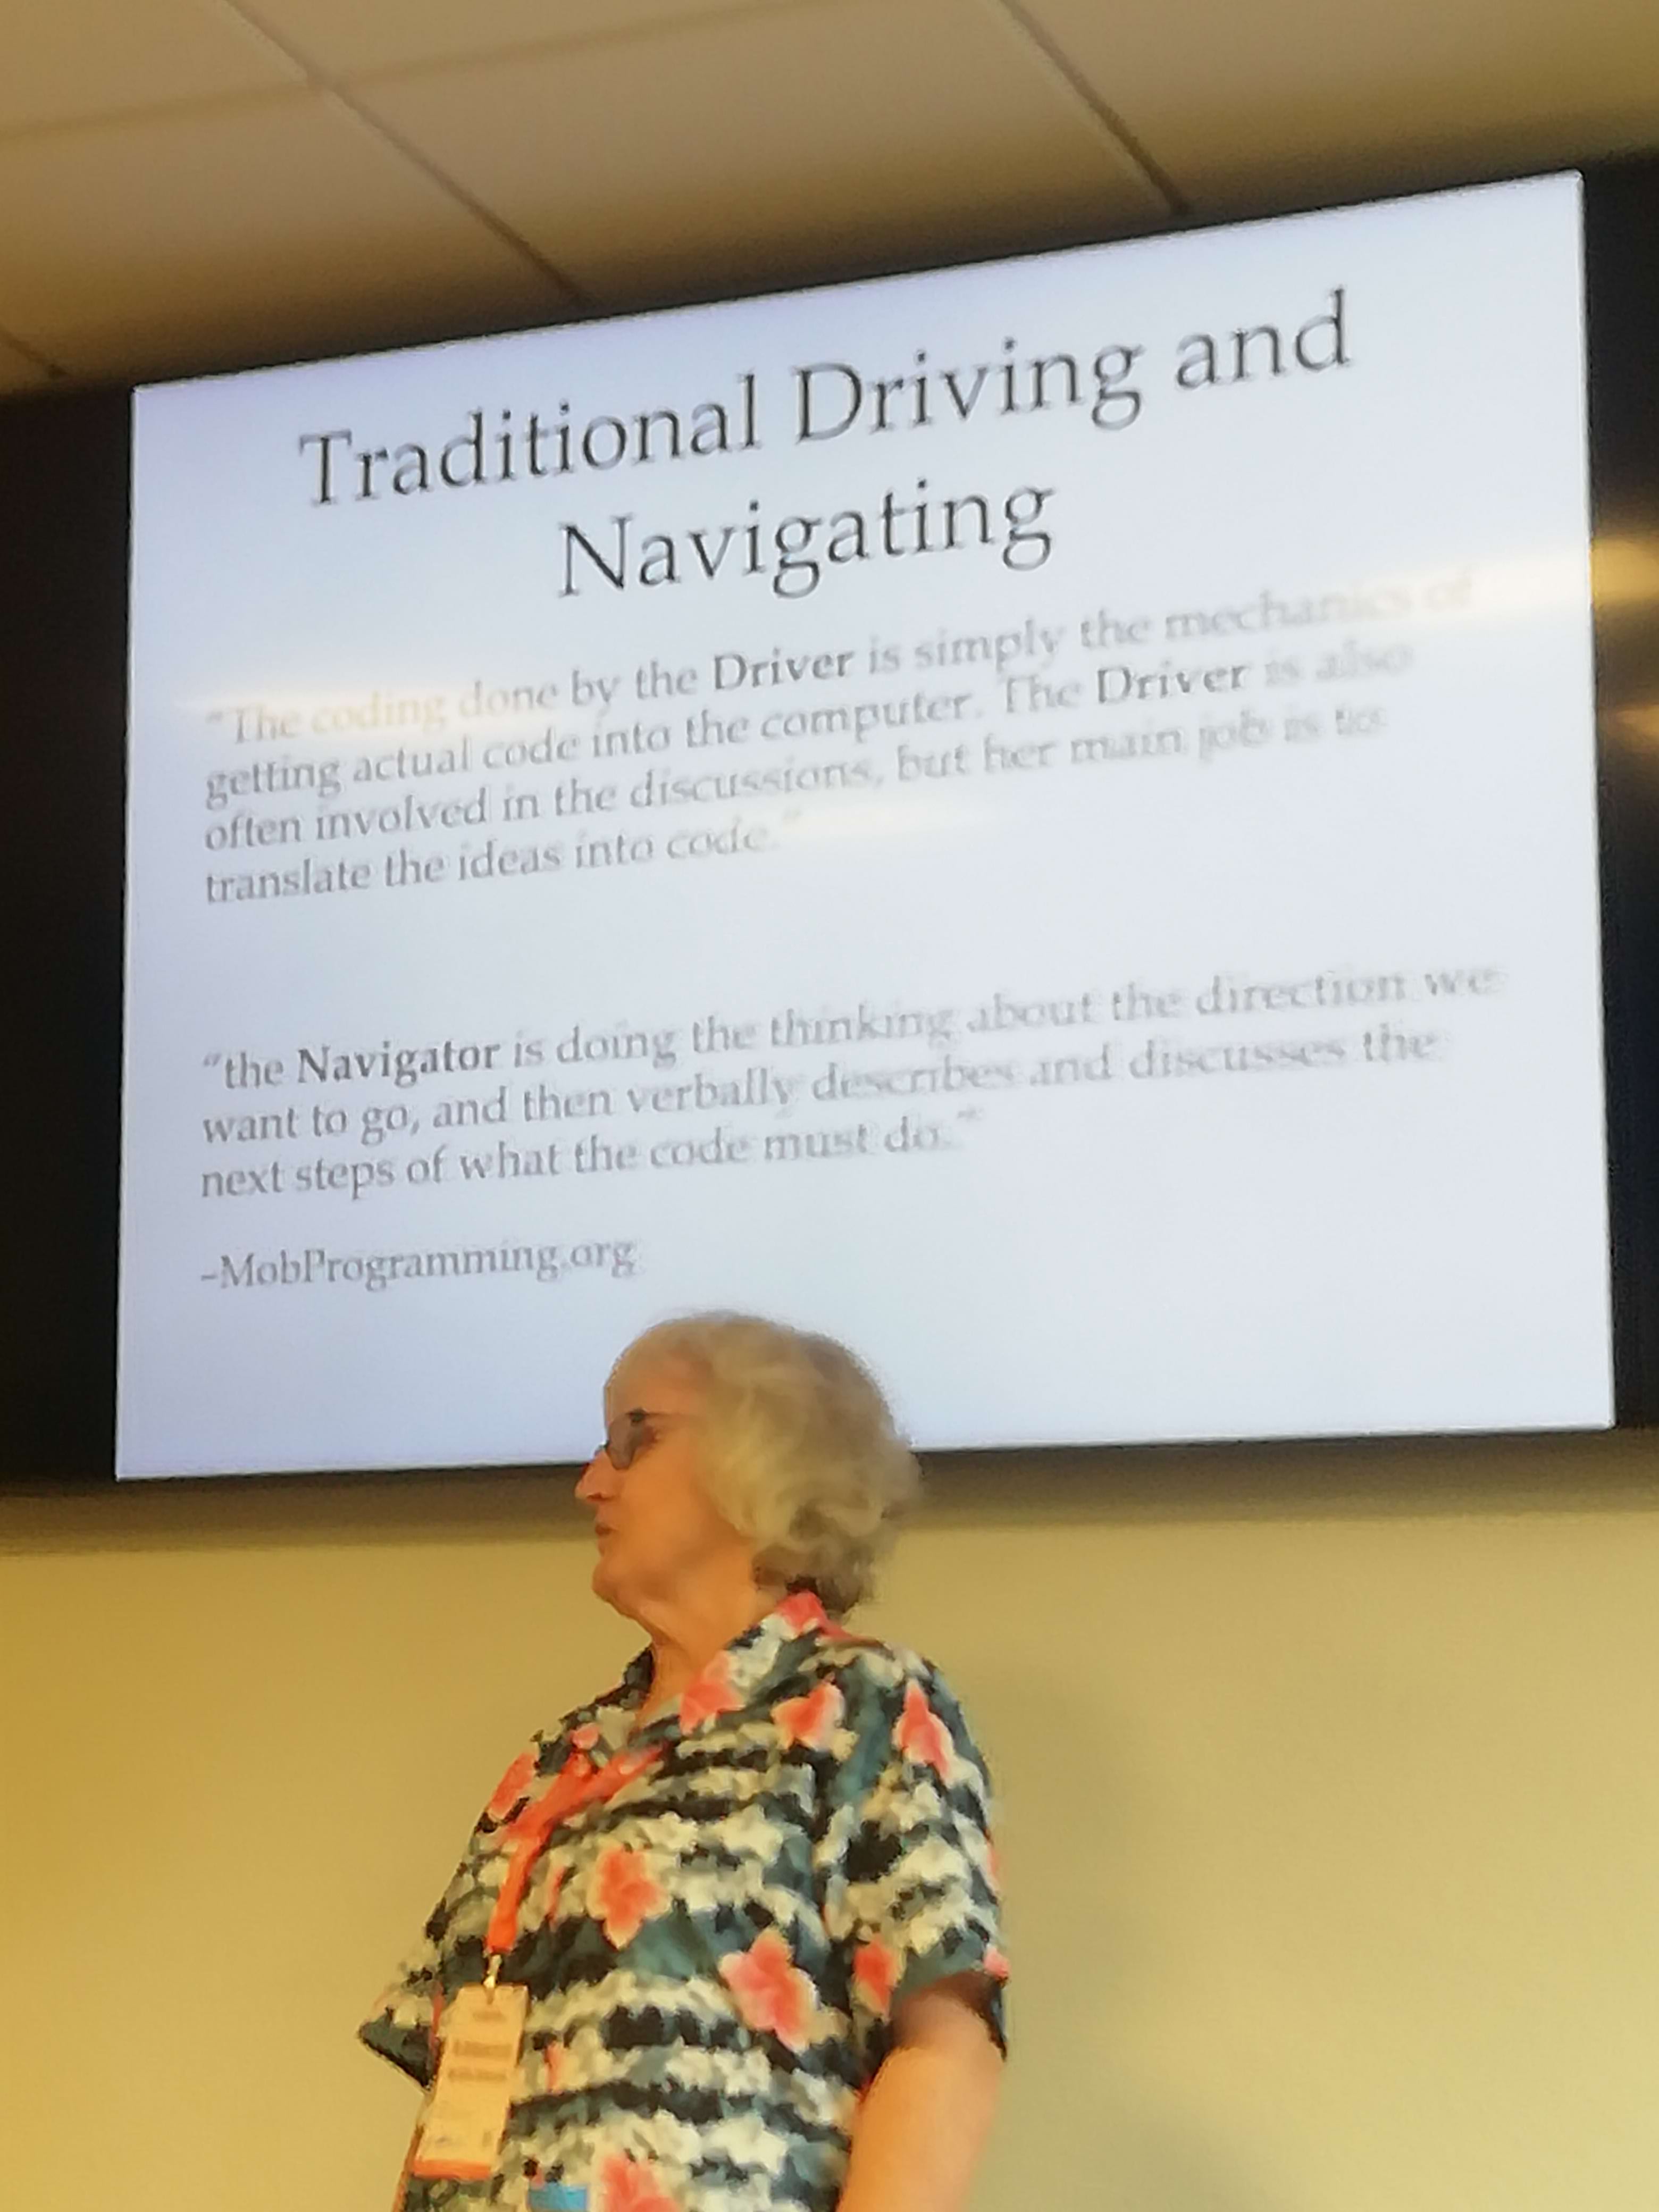 Traditional Driving and
Navigating
"The coding done by the Driver is simply the mechanics of
getting actual code into the computer. The Driver is also
often involved in the discussions, but her main job is to
translate the ideas into code."
"the Navigator is doing the thinking about the direction we
want to go, and then verbally describes and discusses the
next steps of what the code must do."
–MobProgramming.org